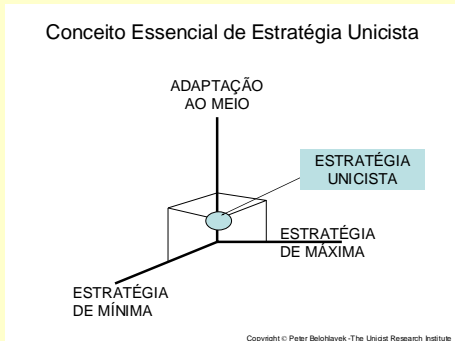 Conceito Essencial de Estratégia Unicista
ADAPTAÇÃO
AO MEIO
ESTRATÉGIA
UNICISTA
ESTRATÉGIA
DE MÁXIMA
ESTRATÉGIA
DE MÍNIMA
Copyright © Peter Belohlavek -The Unicist Research Institute